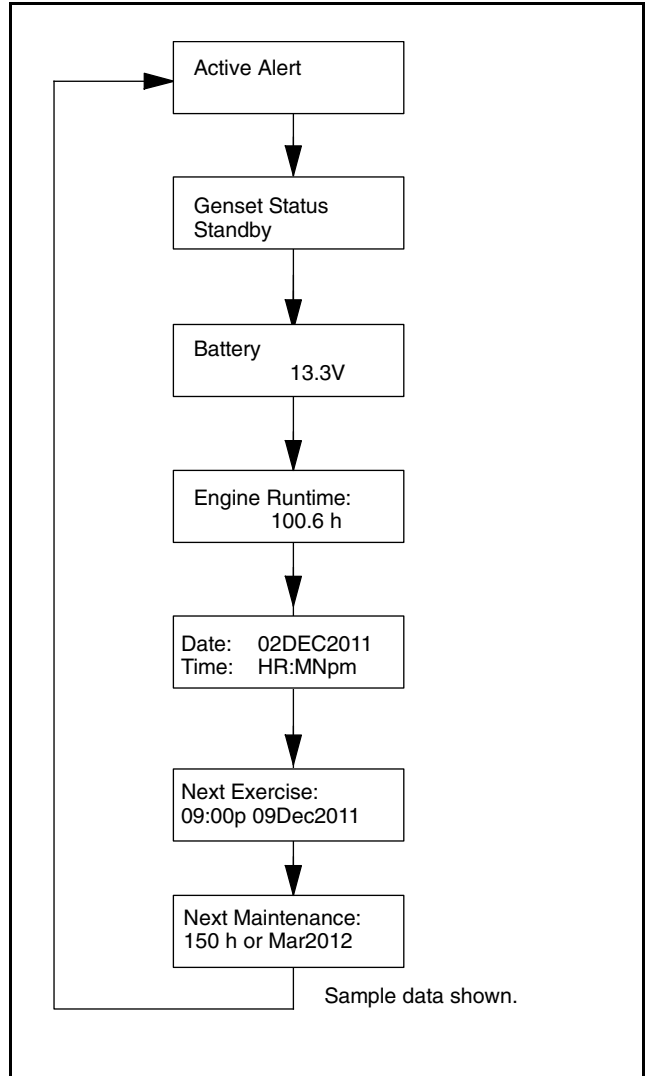 Active Alert
Genset Status
Standby
Battery
13.3V
Engine Runtime:
100.6 h
Date: 02DEC2011
Time: HR:MNpm
Next Exercise:
09:00p 09Dec2011
Next Maintenance:
150 h or Mar2012
Sample data shown.